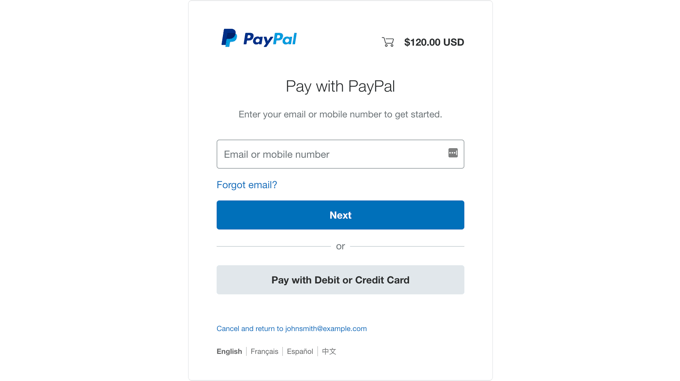 PayPal
$120.00 USD
Pay with PayPal
Enter your email or mobile number to get started.
Email or mobile number
Forgot email?
Next
or
Pay with Debit or Credit Card
Cancel and return to johnsmith@example.com
English | Français | Español | 中文